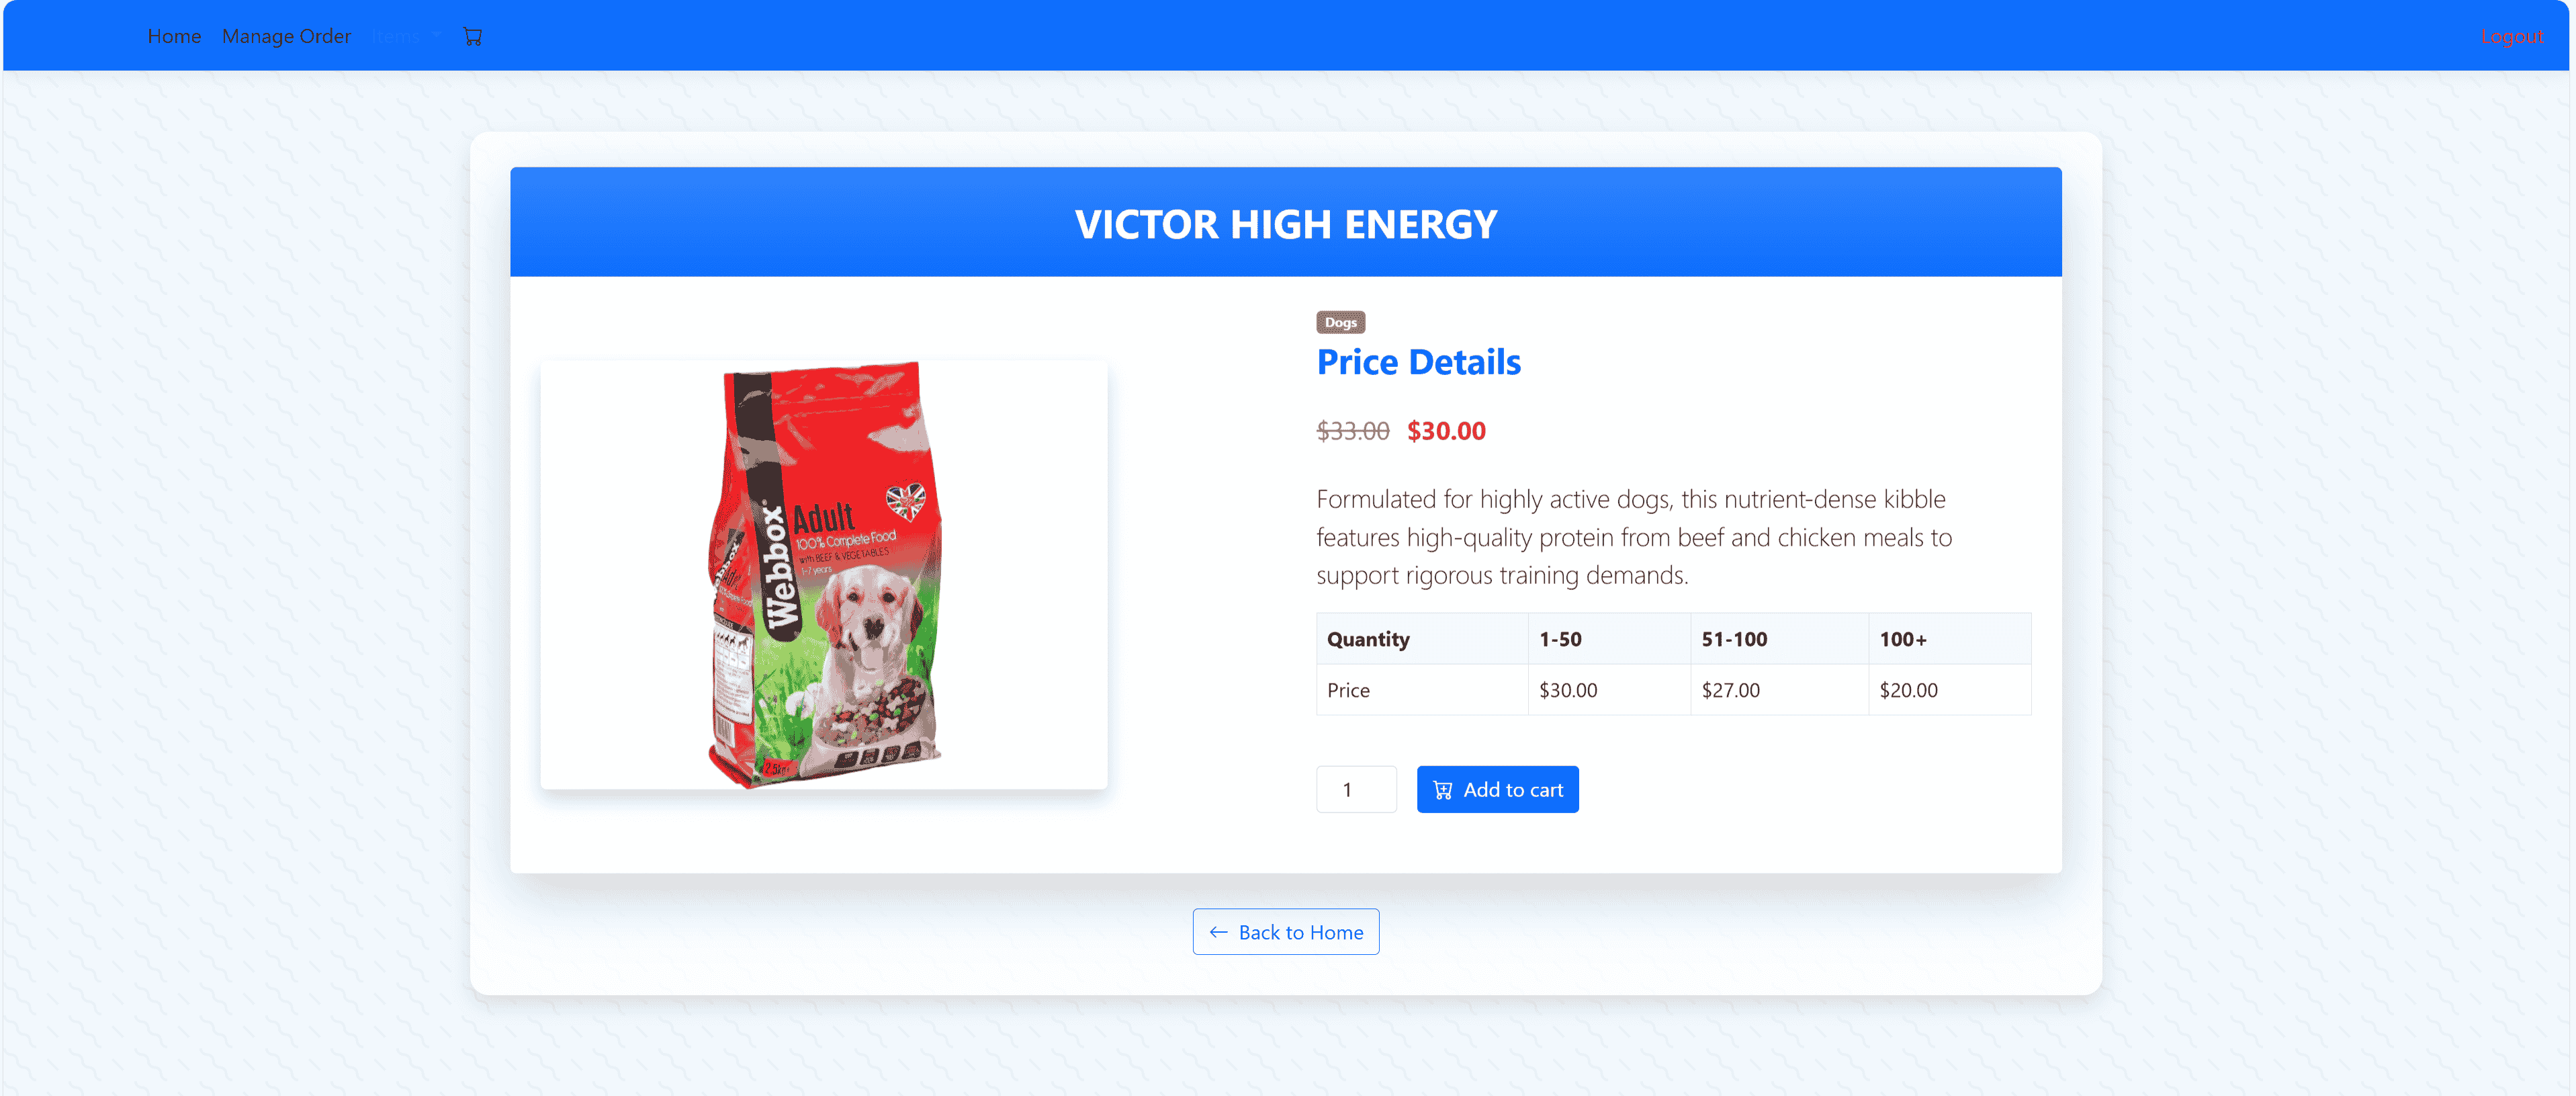 Home Manage Order Items
Logout
VICTOR HIGH ENERGY
Dogs
Price Details
$33.00 $30.00
Formulated for highly active dogs, this nutrient-dense kibble
features high-quality protein from beef and chicken meals to
support rigorous training demands.
Quantity 1-50 51-100 100+
Price $30.00 $27.00 $20.00
1 Add to cart
Webbox
Adult
100% Complete Food
with BEEF & VEGETABLES
1-7 years
2.5kg
← Back to Home